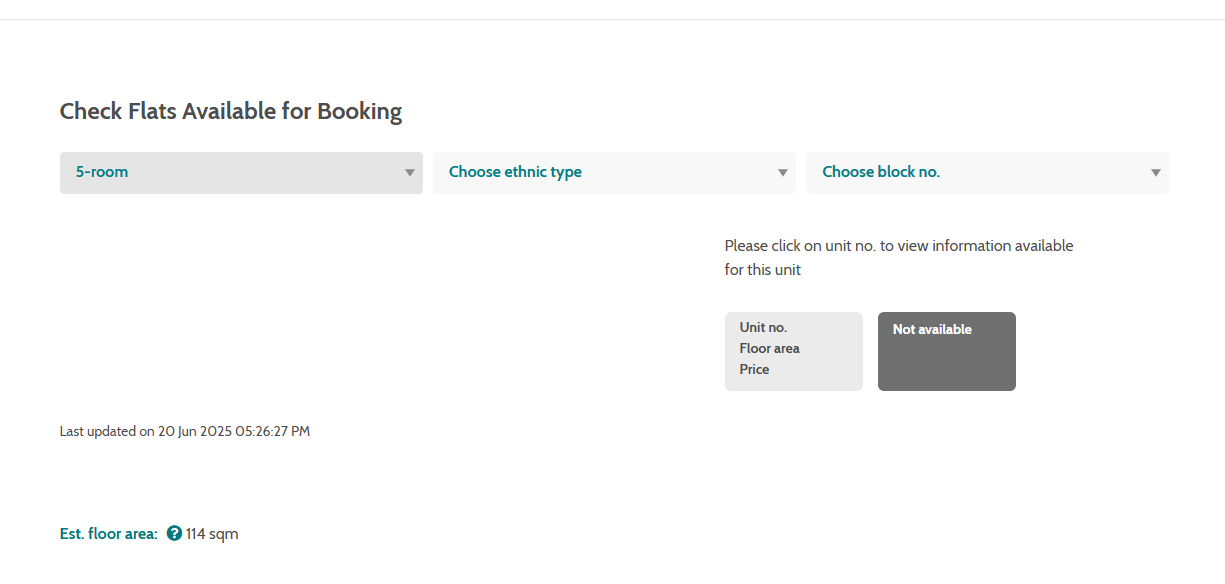 Check Flats Available for Booking
5-room
Choose ethnic type
Choose block no.
Please click on unit no. to view information available
for this unit
Unit no.
Floor area
Price
Not available
Last updated on 20 Jun 2025 05:26:27 PM
Est. floor area: ? 114 sqm